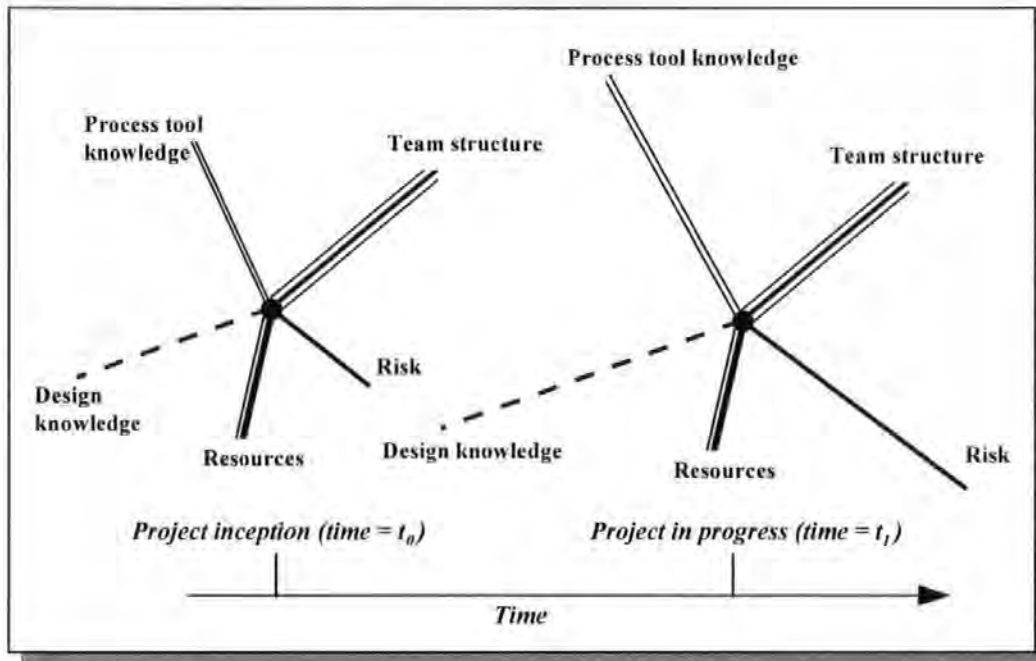 Process tool
knowledge
Team structure
Design
knowledge
Resources
Risk
Project inception (time = t₀)
Process tool knowledge
Team structure
Design knowledge
Resources
Risk
Project in progress (time = t₁)
Time